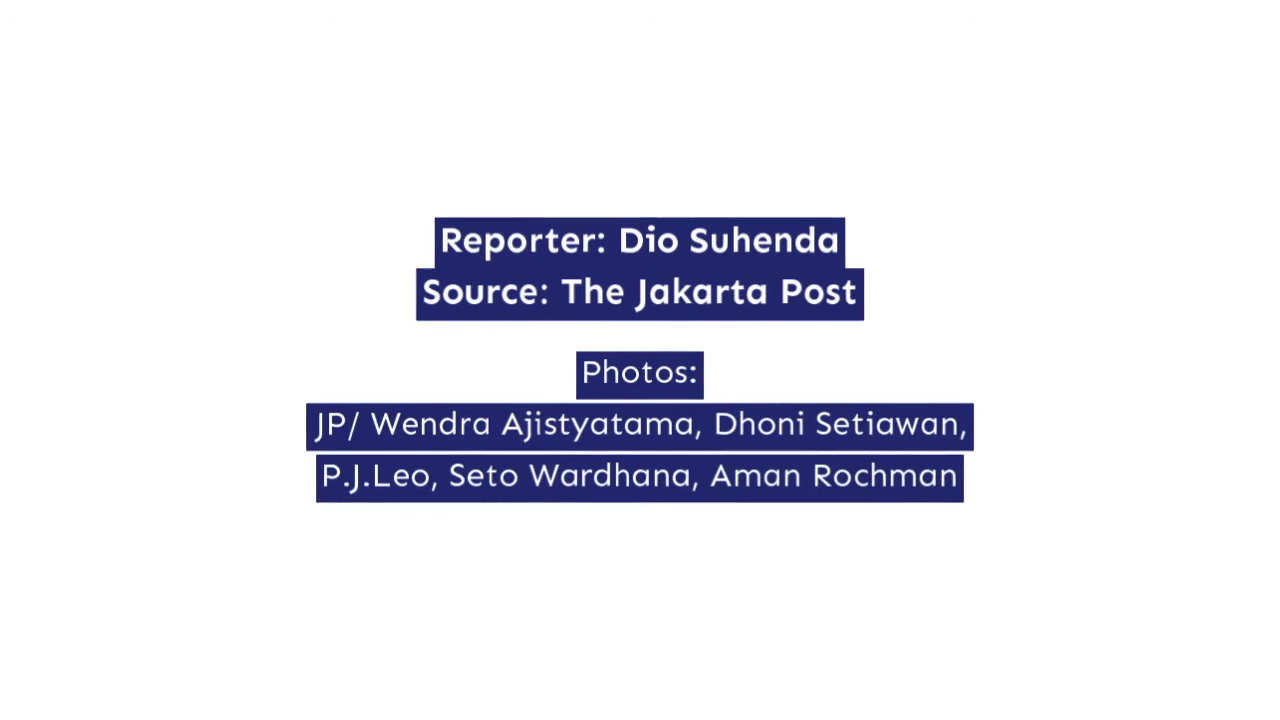 Reporter: Dio Suhenda
Source: The Jakarta Post
Photos:
JP/ Wendra Ajistyatama, Dhoni Setiawan,
P.J.Leo, Seto Wardhana, Aman Rochman